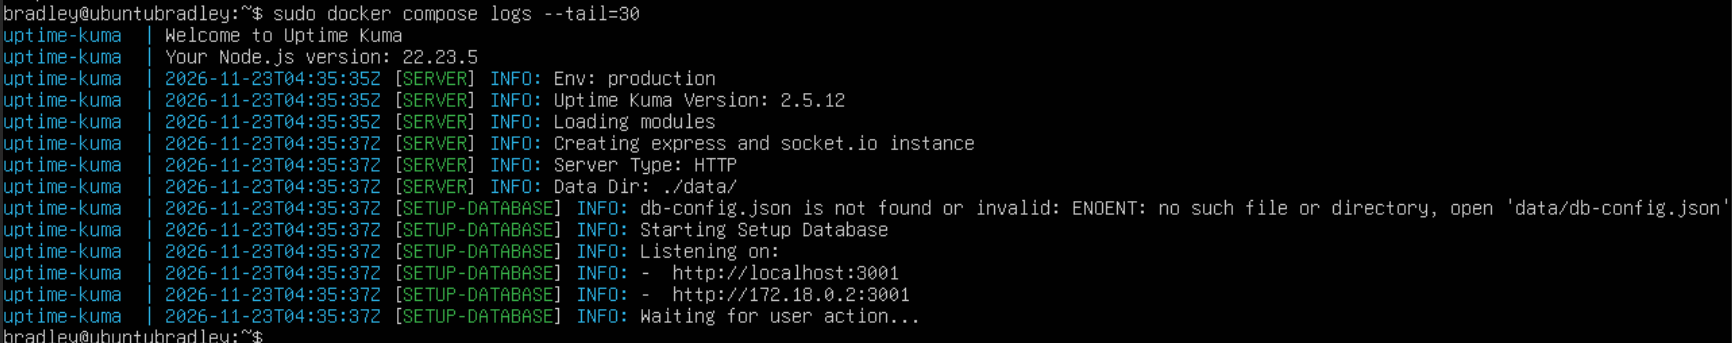 bradley@ubuntubradley:~$ sudo docker compose logs --tail=30
uptime-kuma  | Welcome to Uptime Kuma
uptime-kuma  | Your Node.js version: 22.23.5
uptime-kuma  | 2026-11-23T04:35:35Z [SERVER] INFO: Env: production
uptime-kuma  | 2026-11-23T04:35:35Z [SERVER] INFO: Uptime Kuma Version: 2.5.12
uptime-kuma  | 2026-11-23T04:35:35Z [SERVER] INFO: Loading modules
uptime-kuma  | 2026-11-23T04:35:37Z [SERVER] INFO: Creating express and socket.io instance
uptime-kuma  | 2026-11-23T04:35:37Z [SERVER] INFO: Server Type: HTTP
uptime-kuma  | 2026-11-23T04:35:37Z [SERVER] INFO: Data Dir: ./data/
uptime-kuma  | 2026-11-23T04:35:37Z [SETUP-DATABASE] INFO: db-config.json is not found or invalid: ENOENT: no such file or directory, open 'data/db-config.json'
uptime-kuma  | 2026-11-23T04:35:37Z [SETUP-DATABASE] INFO: Starting Setup Database
uptime-kuma  | 2026-11-23T04:35:37Z [SETUP-DATABASE] INFO: Listening on:
uptime-kuma  | 2026-11-23T04:35:37Z [SETUP-DATABASE] INFO: -  http://localhost:3001
uptime-kuma  | 2026-11-23T04:35:37Z [SETUP-DATABASE] INFO: -  http://172.18.0.2:3001
uptime-kuma  | 2026-11-23T04:35:37Z [SETUP-DATABASE] INFO: Waiting for user action...
bradley@ubuntubradley:~$